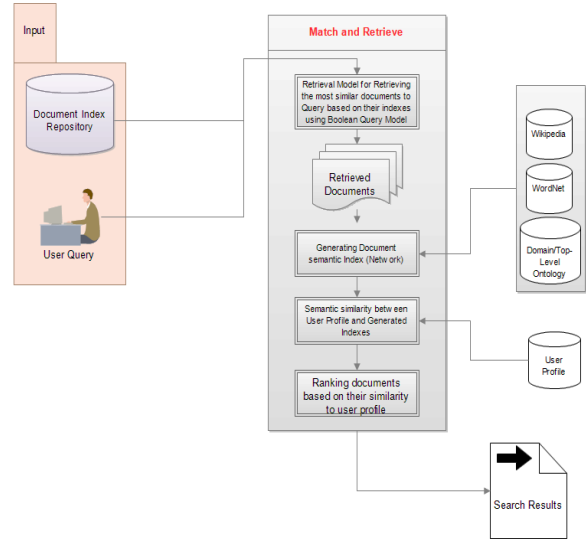 Input
Document Index
Repository
User Query
Match and Retrieve
Retrieval Model for Retrieving
the most similar documents to
Query based on their indexes
using Boolean Query Model
Retrieved
Documents
Generating Document
semantic Index (Network)
Semantic similarity between
User Profile and Generated
Indexes
Ranking documents
based on their similarity
to user profile
Wikipedia
WordNet
Domain/Top-
Level
Ontology
User
Profile
Search Results